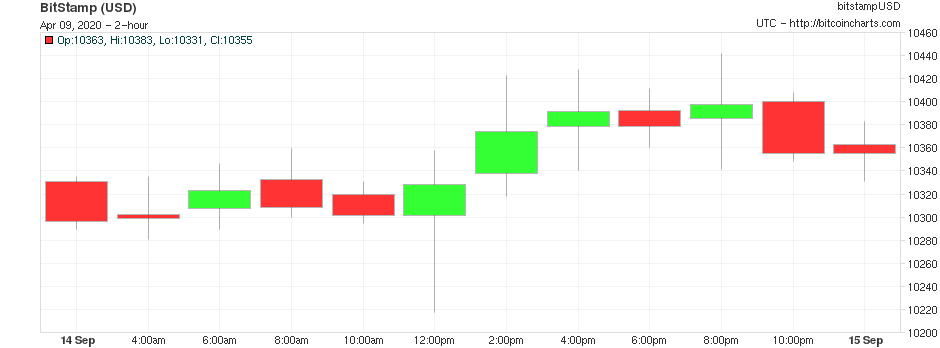 BitStamp (USD)
bitstampUSD
Apr 09, 2020 - 2-hour
UTC - http://bitcoincharts.com
Op:10363, Hi:10383, Lo:10331, Cl:10355
10460
10440
10420
10400
10380
10360
10340
10320
10300
10280
10260
10240
10220
10200
14 Sep 4:00am 6:00am 8:00am 10:00am 12:00pm 2:00pm 4:00pm 6:00pm 8:00pm 10:00pm 15 Sep